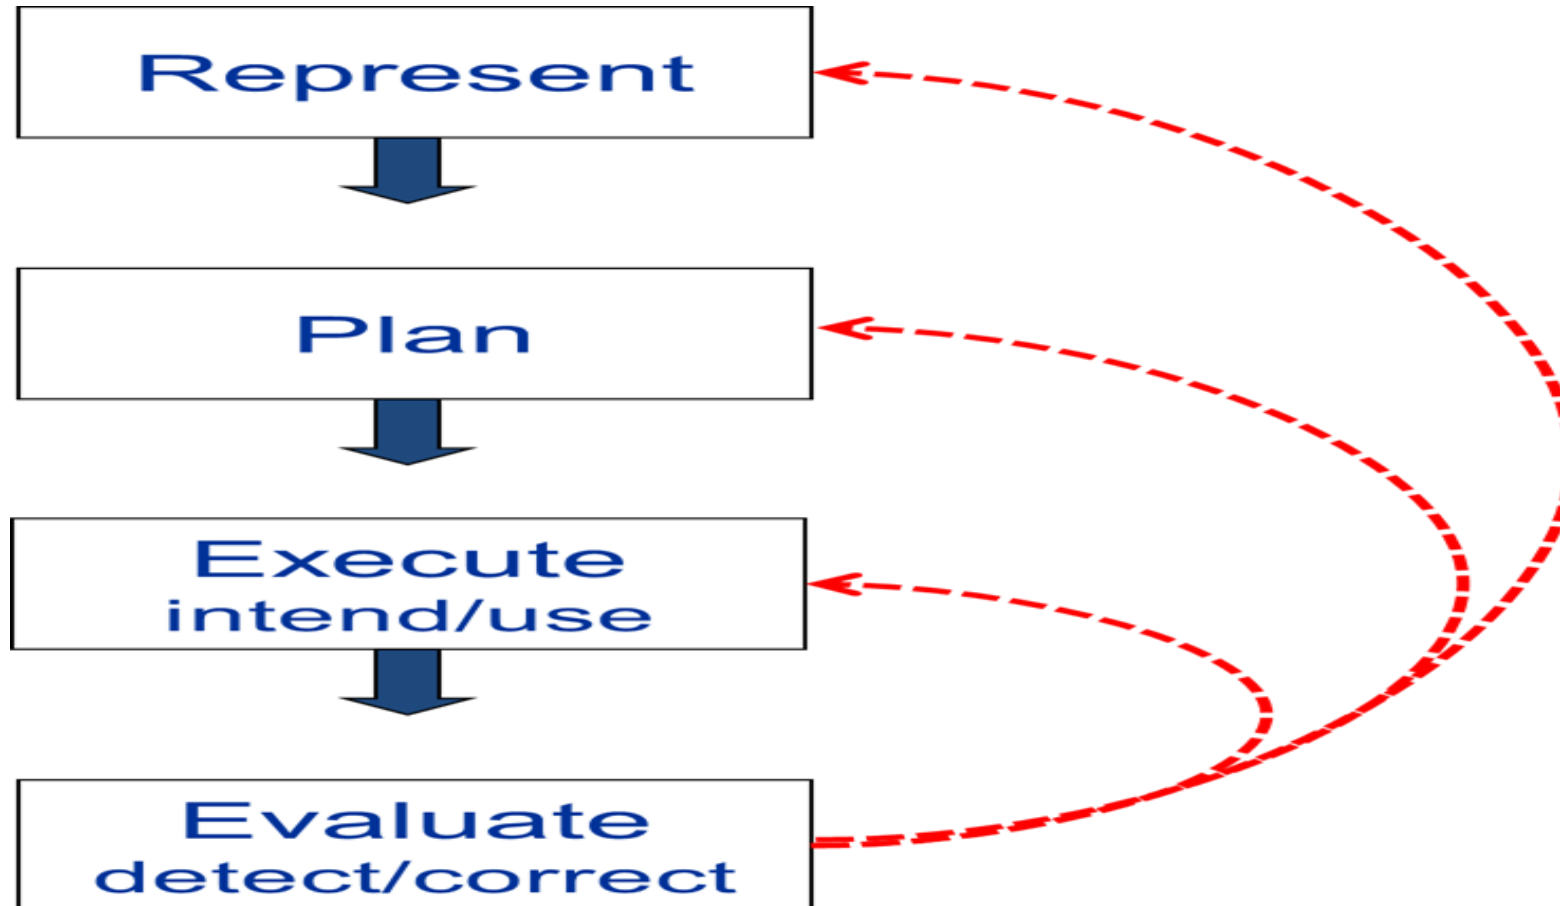 Represent
Plan
Execute
intend/use
Evaluate
detect/correct